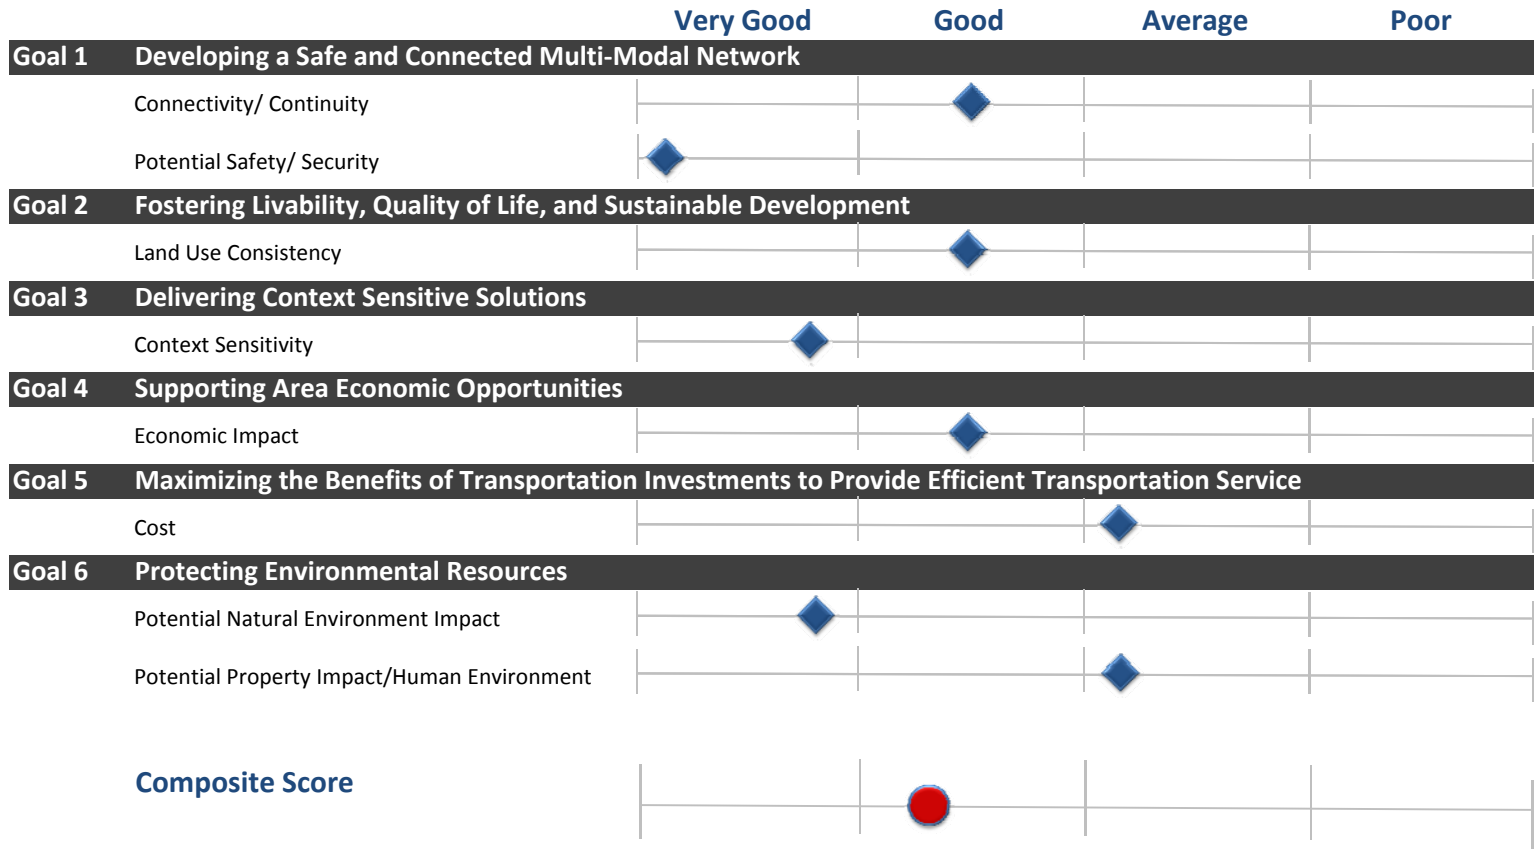 Very Good Good Average Poor
Goal 1 Developing a Safe and Connected Multi-Modal Network
Connectivity/ Continuity
Potential Safety/ Security
Goal 2 Fostering Livability, Quality of Life, and Sustainable Development
Land Use Consistency
Goal 3 Delivering Context Sensitive Solutions
Context Sensitivity
Goal 4 Supporting Area Economic Opportunities
Economic Impact
Goal 5 Maximizing the Benefits of Transportation Investments to Provide Efficient Transportation Service
Cost
Goal 6 Protecting Environmental Resources
Potential Natural Environment Impact
Potential Property Impact/Human Environment
Composite Score